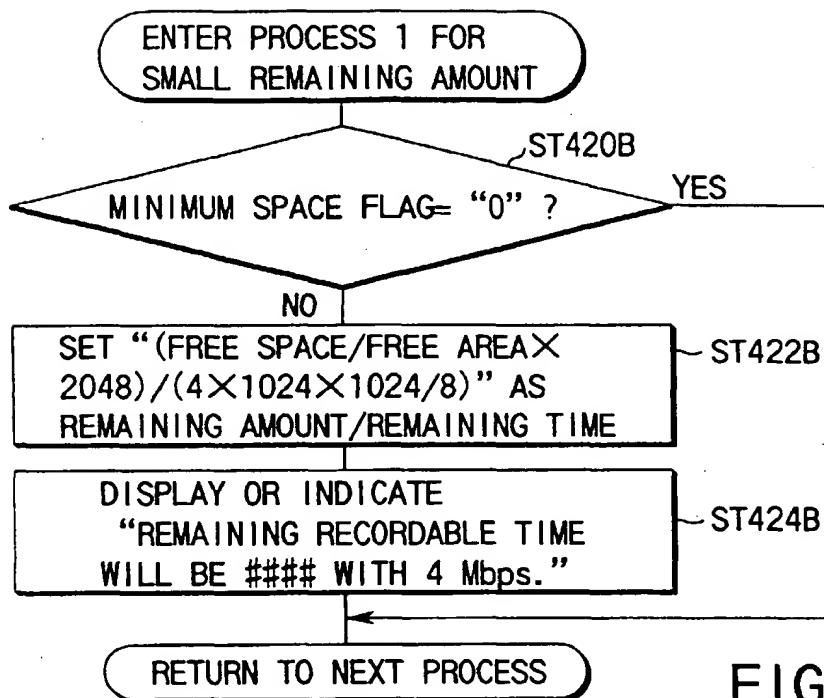 ENTER PROCESS 1 FOR
SMALL REMAINING AMOUNT
ST420B
MINIMUM SPACE FLAG= “0” ?
YES
NO
SET “(FREE SPACE/FREE AREA×
2048)/(4×1024×1024/8)” AS
REMAINING AMOUNT/REMAINING TIME
ST422B
DISPLAY OR INDICATE
“REMAINING RECORDABLE TIME
WILL BE #### WITH 4 Mbps.”
ST424B
RETURN TO NEXT PROCESS
FIG